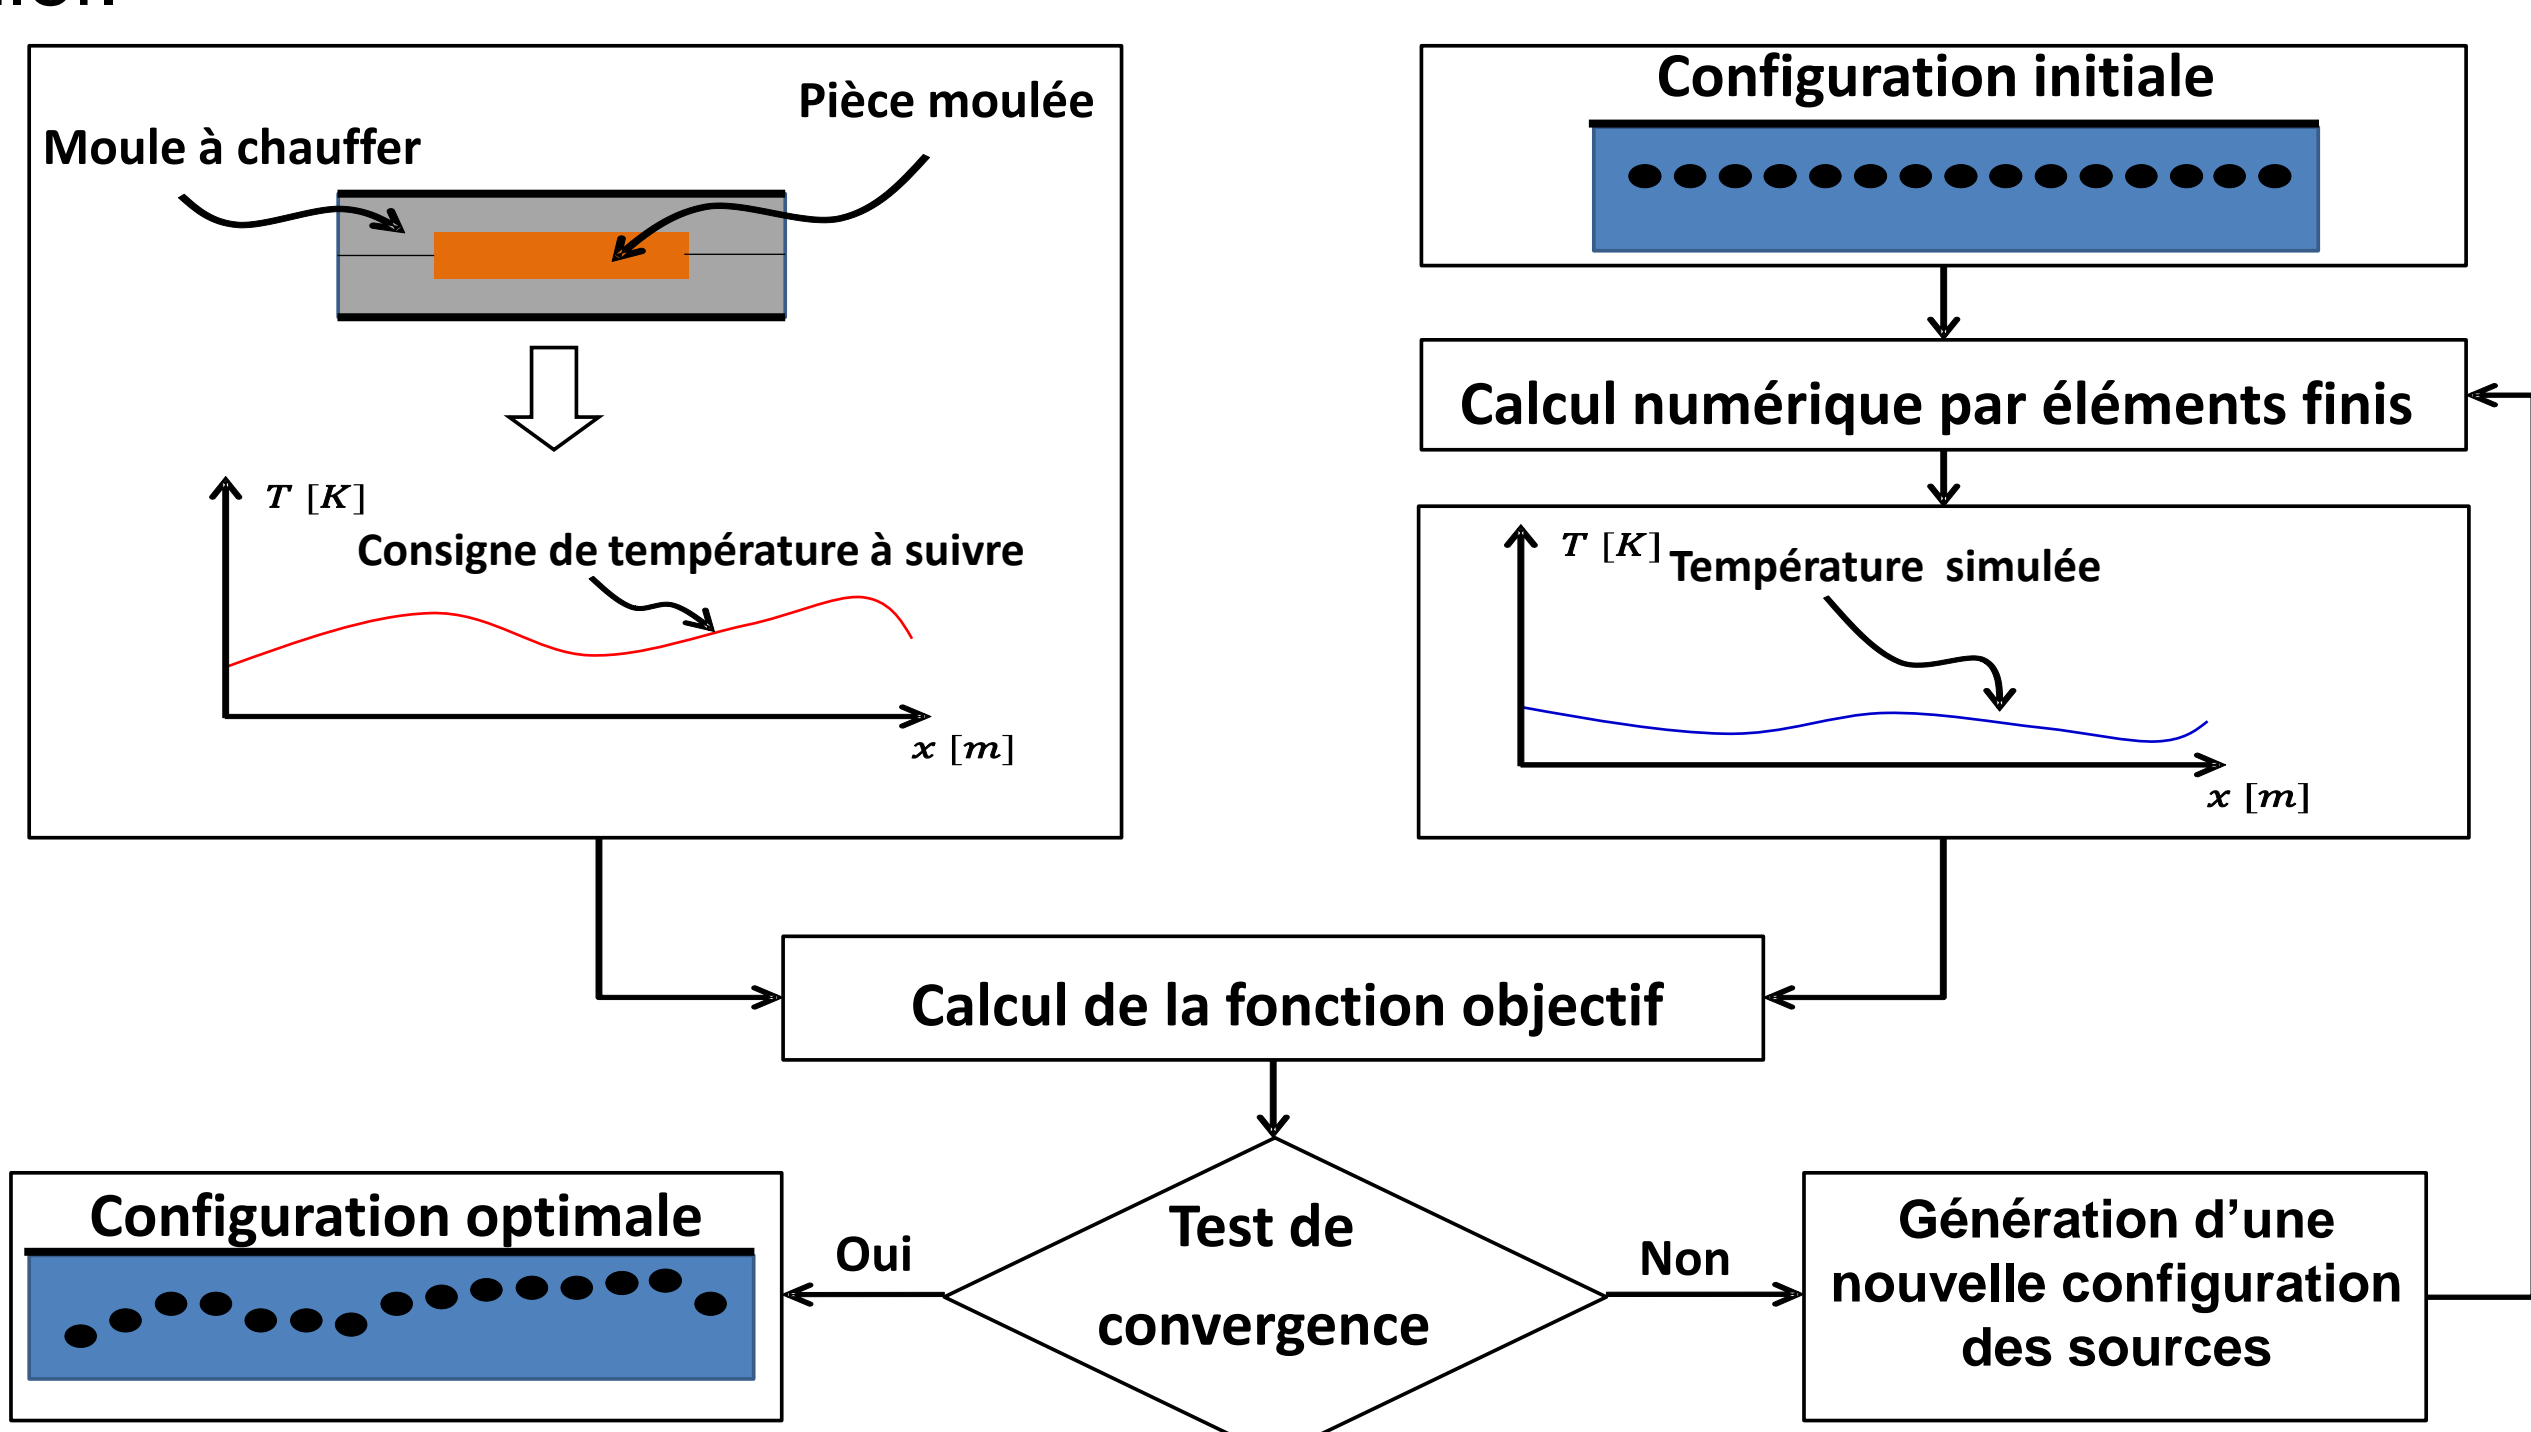 Pièce moulée
Moule à chauffer
T [K]
Consigne de température à suivre
x [m]
Configuration initiale
Calcul numérique par éléments finis
T [K]
Température simulée
x [m]
Calcul de la fonction objectif
Test de
convergence
Oui
Non
Configuration optimale
Génération d’une
nouvelle configuration
des sources